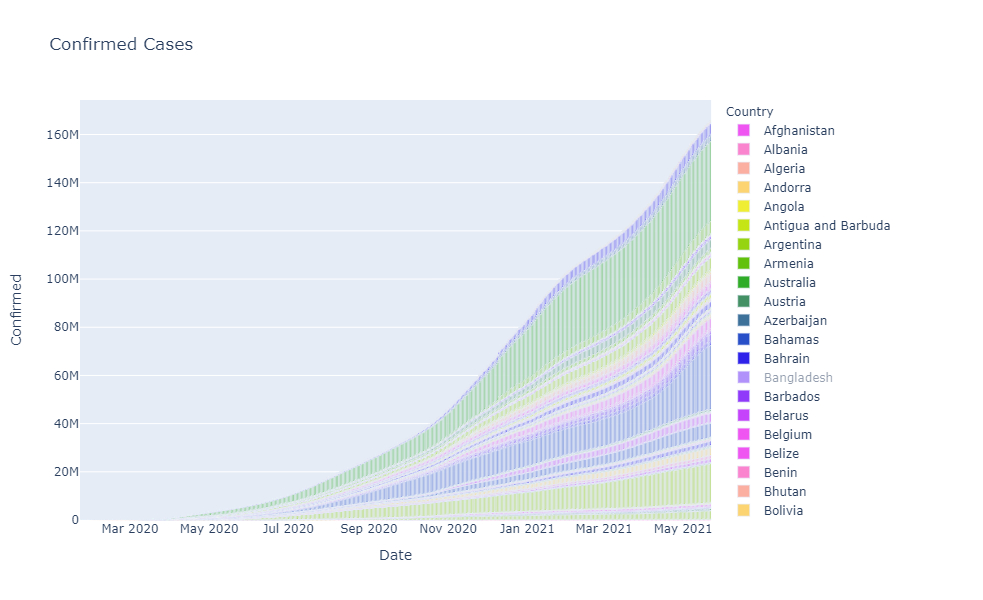 Confirmed Cases
Country
Afghanistan
Albania
Algeria
Andorra
Angola
Antigua and Barbuda
Argentina
Armenia
Australia
Austria
Azerbaijan
Bahamas
Bahrain
Bangladesh
Barbados
Belarus
Belgium
Belize
Benin
Bhutan
Bolivia
Confirmed
160M
140M
120M
100M
80M
60M
40M
20M
0
Mar 2020 May 2020 Jul 2020 Sep 2020 Nov 2020 Jan 2021 Mar 2021 May 2021
Date